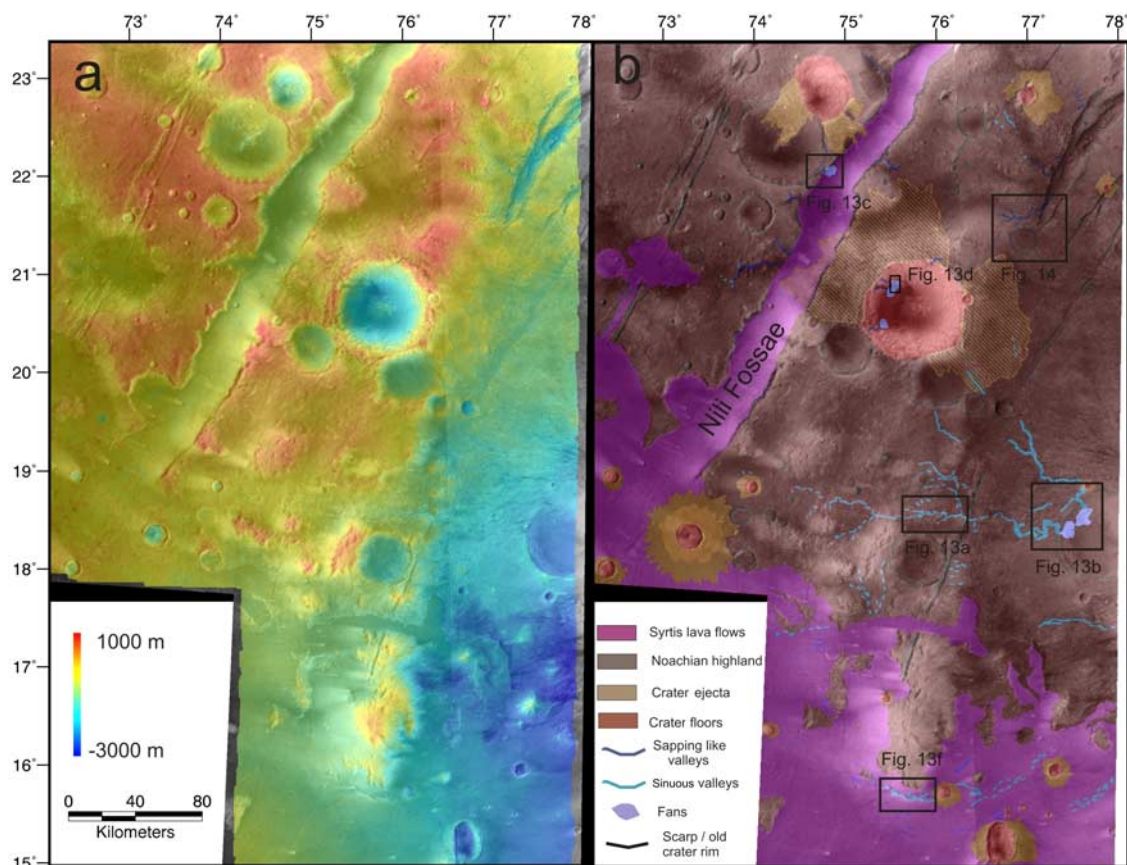 73° 74° 75° 76° 77° 73° 74° 75° 76° 77° 78°
a
b
23°
22°
21°
20°
19°
18°
17°
16°
15°
Fig. 13c
Fig. 13d
Fig. 14
Nili Fossae
Fig. 13a
Fig. 13b
Fig. 13f
1000 m
-3000 m
0 40 80
Kilometers
Syrtis lava flows
Noachian highland
Crater ejecta
Crater floors
Sapping like
valleys
Sinuous valleys
Fans
Scarp / old
crater rim